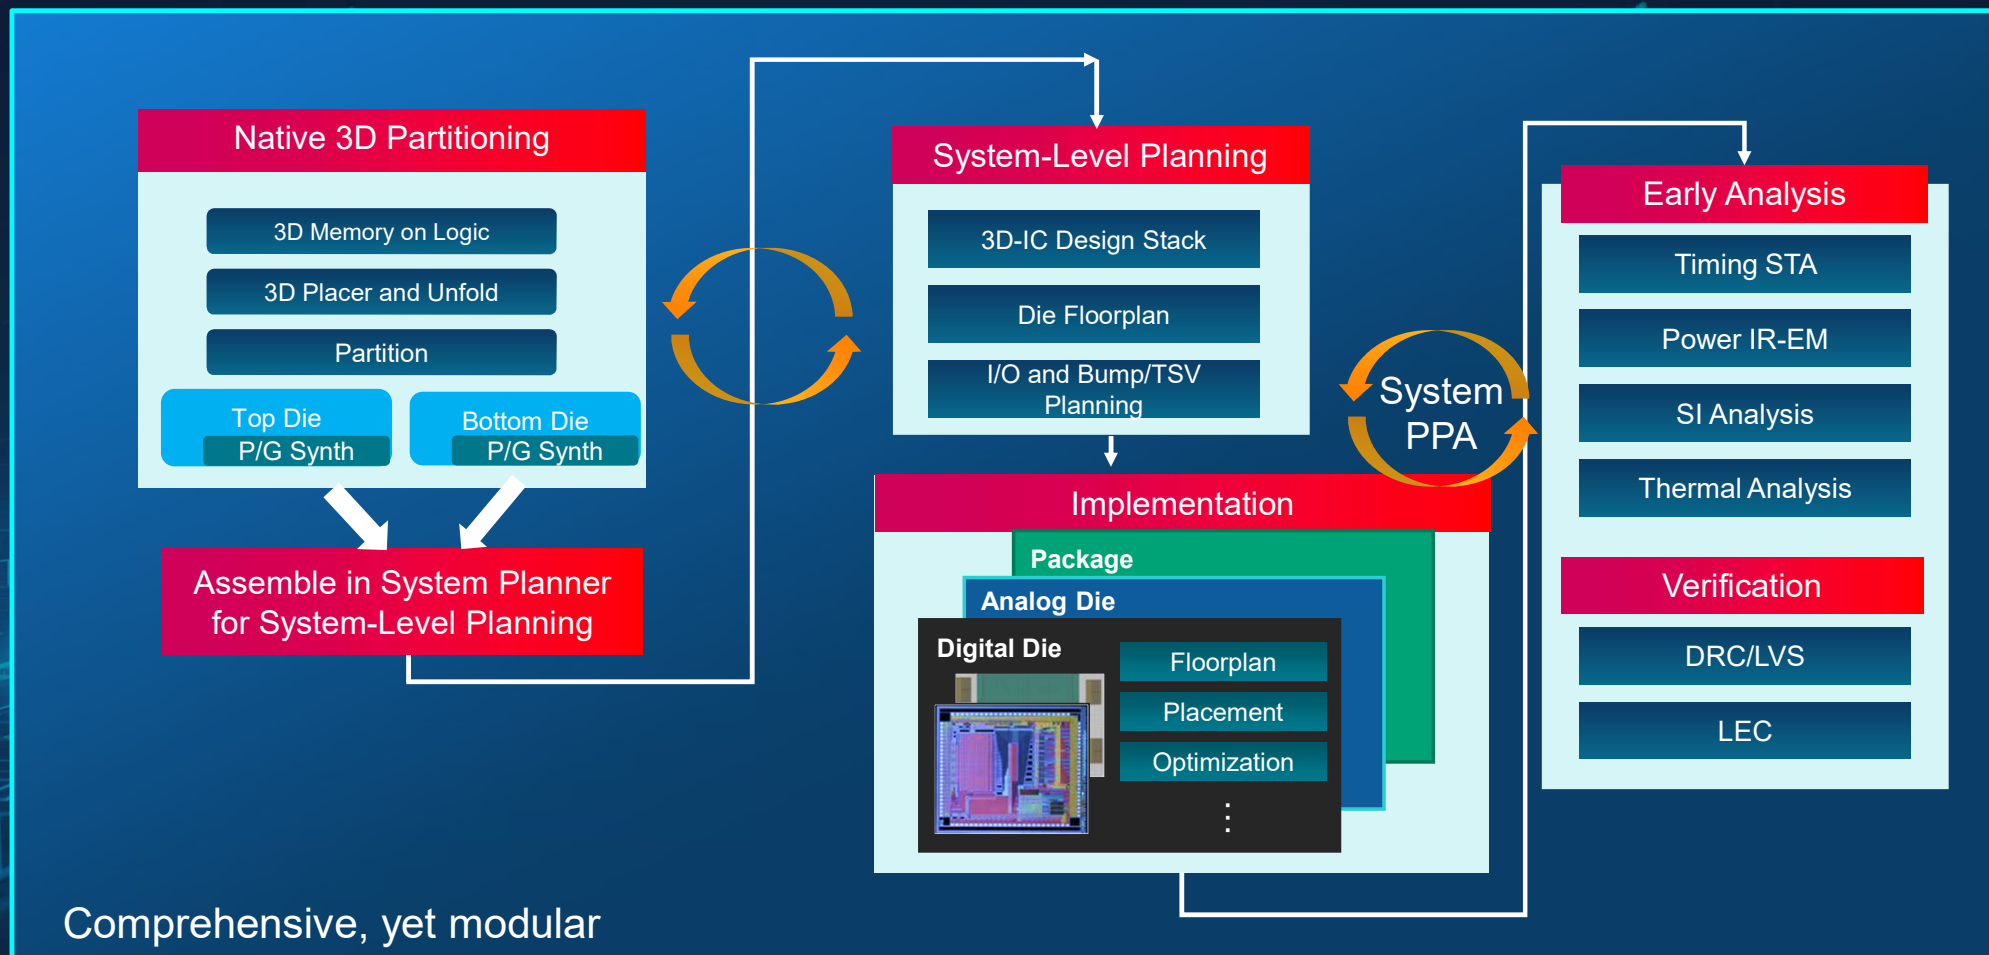 Native 3D Partitioning
3D Memory on Logic
3D Placer and Unfold
Partition
Top Die
P/G Synth
Bottom Die
P/G Synth
Assemble in System Planner
for System-Level Planning
System-Level Planning
3D-IC Design Stack
Die Floorplan
I/O and Bump/TSV
Planning
Implementation
Package
Analog Die
Digital Die
Floorplan
Placement
Optimization
⋮
System
PPA
Early Analysis
Timing STA
Power IR-EM
SI Analysis
Thermal Analysis
Verification
DRC/LVS
LEC
Comprehensive, yet modular